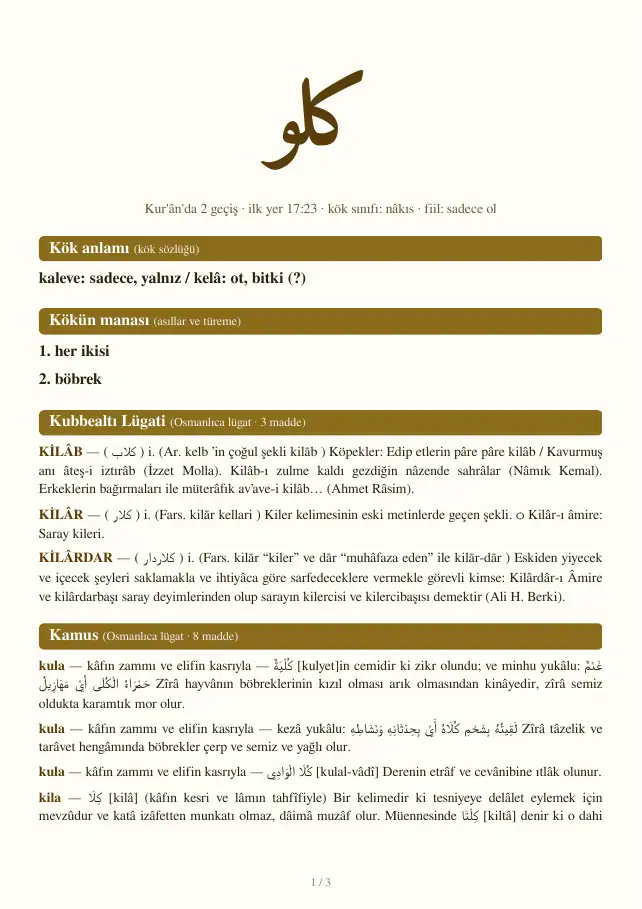 كلو
Kur'ân'da 2 geçiş · ilk yer 17:23 · kök sınıfı: nâkıs · fiil: sadece ol
Kök anlamı (kök sözlüğü)
kaleve: sadece, yalnız / kelâ: ot, bitki (?)
Kökün manası (asıllar ve türeme)
1. her ikisi
2. böbrek
Kubbealtı Lügati (Osmanlıca lügat · 3 madde)
KİLÂB — ( كلاب ) i. (Ar. kelb 'in çoğul şekli kilāb ) Köpekler: Edip etlerin pâre pâre kilâb / Kavurmuş
anı âteş-i iztırâb (İzzet Molla). Kilâb-ı zulme kaldı gezdiğin nâzende sahrâlar (Nâmık Kemal).
Erkeklerin bağırmaları ile müterâfık av'ave-i kilâb… (Ahmet Râsim).
KİLÂR — ( كلار ) i. (Fars. kilār kellari ) Kiler kelimesinin eski metinlerde geçen şekli. ѻ Kilâr-ı âmire:
Saray kileri.
KİLÂRDAR — ( كلاردار ) i. (Fars. kilār “kiler” ve dār “muhâfaza eden” ile kilār-dār ) Eskiden yiyecek
ve içecek şeyleri saklamakla ve ihtiyâca göre sarfedeceklere vermekle görevli kimse: Kilârdâr-ı Âmire
ve kilârdarbaşı saray deyimlerinden olup sarayın kilercisi ve kilercibaşısı demektir (Ali H. Berki).
Kamus (Osmanlıca lügat · 8 madde)
kula — kâfın zammı ve elifin kasrıyla — كُلْيَةٌ [kulyet]in cemidir ki zikr olundu; ve minhu yukâlu: غَنَمٌ
حَمْرَاءُ الْكُلَى أَيْ مَهَازِيلُ Zîrâ hayvânın böbreklerinin kızıl olması arık olmasından kinâyedir, zîrâ semiz
oldukta karamtık mor olur.
kula — kâfın zammı ve elifin kasrıyla — kezâ yukâlu: لَقِيتُهُ بِشَحْمِ كُلَاهُ أَيْ بِحِدْثَانِهِ وَنَشَاطِهِ Zîrâ tâzelik ve
tarâvet hengâmında böbrekler çerp ve semiz ve yağlı olur.
kula — kâfın zammı ve elifin kasrıyla — كُلَا الْوَادِي [kulal-vâdî] Derenin etrâf ve cevânibine ıtlâk olunur.
kila — كِلَا [kilâ] (kâfın kesri ve lâmın tahfîfiyle) Bir kelimedir ki tesniyeye delâlet eylemek için
mevzûdur ve katâ izâfetten munkatı olmaz, dâimâ muzâf olur. Müennesinde كِلْتَا [kiltâ] denir ki o dahi
1 / 3